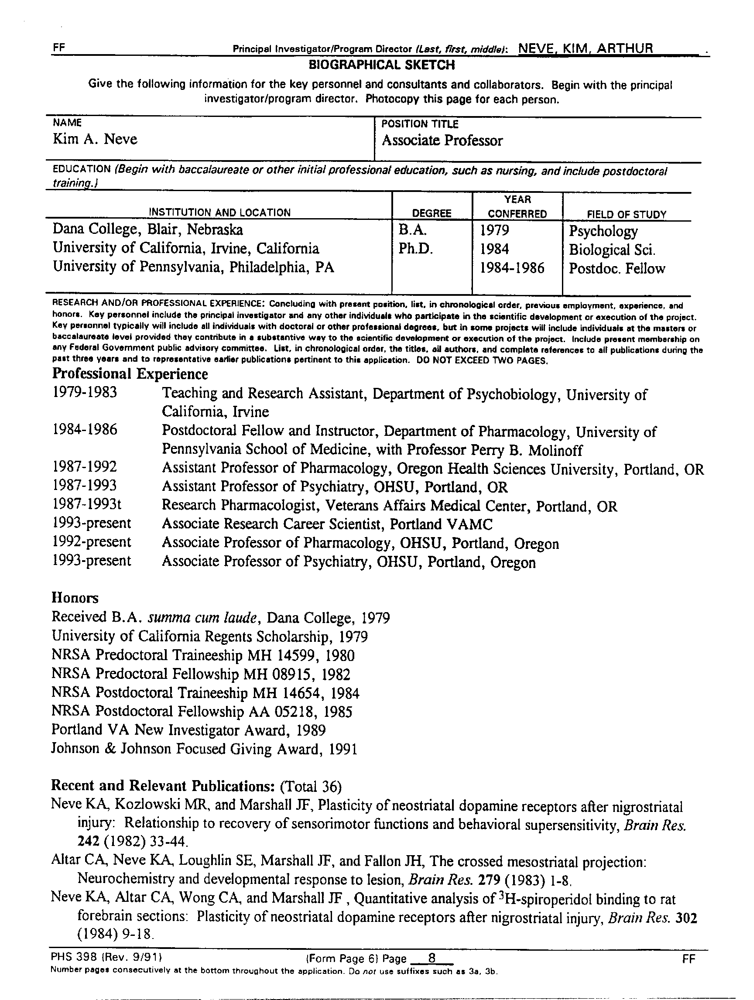 FF Principal Investigator/Program Director (Last, first, middle): NEVE, KIM, ARTHUR
BIOGRAPHICAL SKETCH
Give the following information for the key personnel and consultants and collaborators. Begin with the principal
investigator/program director. Photocopy this page for each person.
NAME POSITION TITLE
Kim A. Neve Associate Professor
EDUCATION (Begin with baccalaureate or other initial professional education, such as nursing, and include postdoctoral
training.)
INSTITUTION AND LOCATION DEGREE YEAR CONFERRED FIELD OF STUDY
Dana College, Blair, Nebraska B.A. 1979 Psychology
University of California, Irvine, California Ph.D. 1984 Biological Sci.
University of Pennsylvania, Philadelphia, PA 1984-1986 Postdoc. Fellow
RESEARCH AND/OR PROFESSIONAL EXPERIENCE: Concluding with present position, list, in chronological order, previous employment, experience, and
honors. Key personnel include the principal investigator and any other individuals who participate in the scientific development or execution of the project.
Key personnel typically will include all individuals with doctoral or other professional degrees, but in some projects will include individuals at the masters or
baccalaureate level provided they contribute in a substantive way to the scientific development or execution of the project. Include present membership on
any Federal Government public advisory committee. List, in chronological order, the titles, all authors, and complete references to all publications during the
past three years and to representative earlier publications pertinent to this application. DO NOT EXCEED TWO PAGES.
Professional Experience
1979-1983 Teaching and Research Assistant, Department of Psychobiology, University of
California, Irvine
1984-1986 Postdoctoral Fellow and Instructor, Department of Pharmacology, University of
Pennsylvania School of Medicine, with Professor Perry B. Molinoff
1987-1992 Assistant Professor of Pharmacology, Oregon Health Sciences University, Portland, OR
1987-1993 Assistant Professor of Psychiatry, OHSU, Portland, OR
1987-1993t Research Pharmacologist, Veterans Affairs Medical Center, Portland, OR
1993-present Associate Research Career Scientist, Portland VAMC
1992-present Associate Professor of Pharmacology, OHSU, Portland, Oregon
1993-present Associate Professor of Psychiatry, OHSU, Portland, Oregon
Honors
Received B.A. summa cum laude, Dana College, 1979
University of California Regents Scholarship, 1979
NRSA Predoctoral Traineeship MH 14599, 1980
NRSA Predoctoral Fellowship MH 08915, 1982
NRSA Postdoctoral Traineeship MH 14654, 1984
NRSA Postdoctoral Fellowship AA 05218, 1985
Portland VA New Investigator Award, 1989
Johnson & Johnson Focused Giving Award, 1991
Recent and Relevant Publications: (Total 36)
Neve KA, Kozlowski MR, and Marshall JF, Plasticity of neostriatal dopamine receptors after nigrostriatal
injury: Relationship to recovery of sensorimotor functions and behavioral supersensitivity, Brain Res.
242 (1982) 33-44.
Altar CA, Neve KA, Loughlin SE, Marshall JF, and Fallon JH, The crossed mesostriatal projection:
Neurochemistry and developmental response to lesion, Brain Res. 279 (1983) 1-8.
Neve KA, Altar CA, Wong CA, and Marshall JF , Quantitative analysis of ³H-spiroperidol binding to rat
forebrain sections: Plasticity of neostriatal dopamine receptors after nigrostriatal injury, Brain Res. 302
(1984) 9-18.
PHS 398 (Rev. 9/91) (Form Page 6) Page 8 FF
Number pages consecutively at the bottom throughout the application. Do not use suffixes such as 3a, 3b.